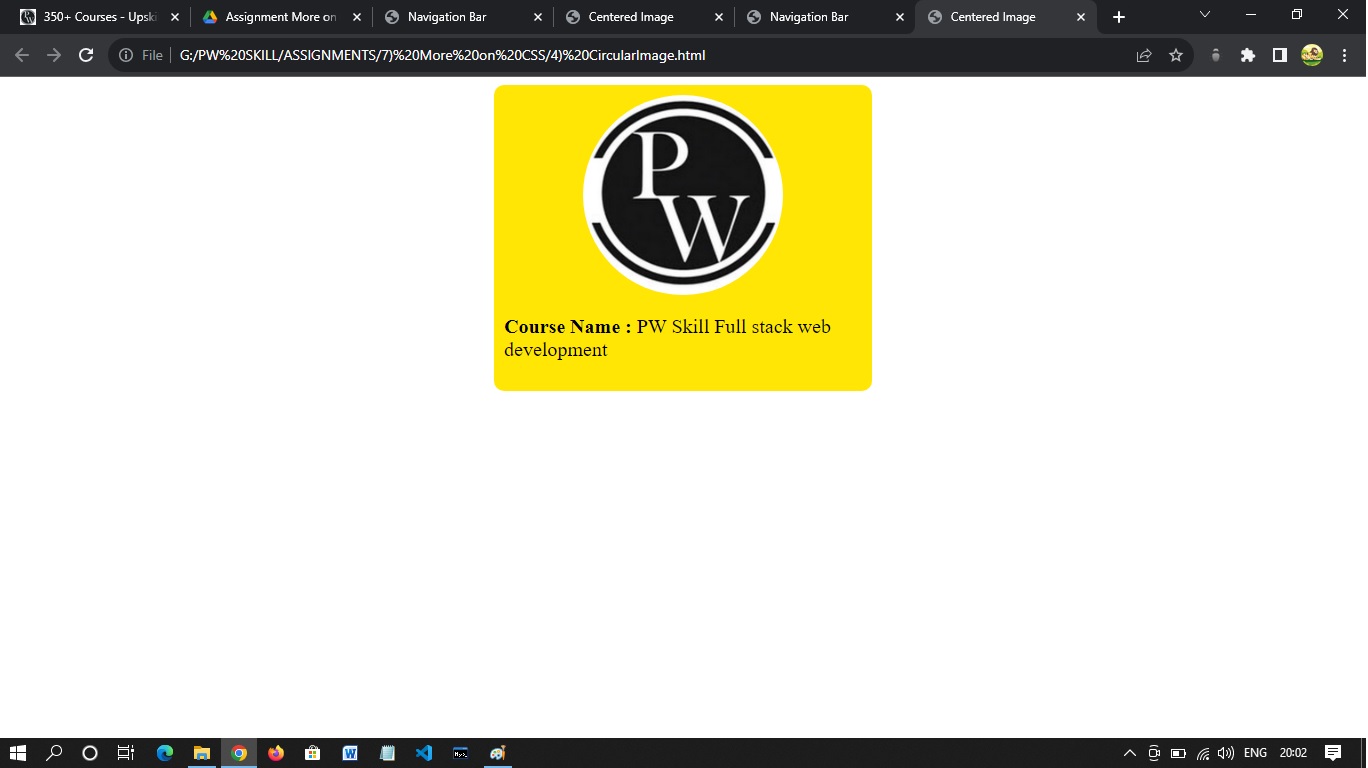 350+ Courses - Upski
Assignment More on
Navigation Bar
Centered Image
Navigation Bar
Centered Image
File
G:/PW%20SKILL/ASSIGNMENTS/7)%20More%20on%20CSS/4)%20CircularImage.html
P
W
Course Name : PW Skill Full stack web
development
ENG
20:02